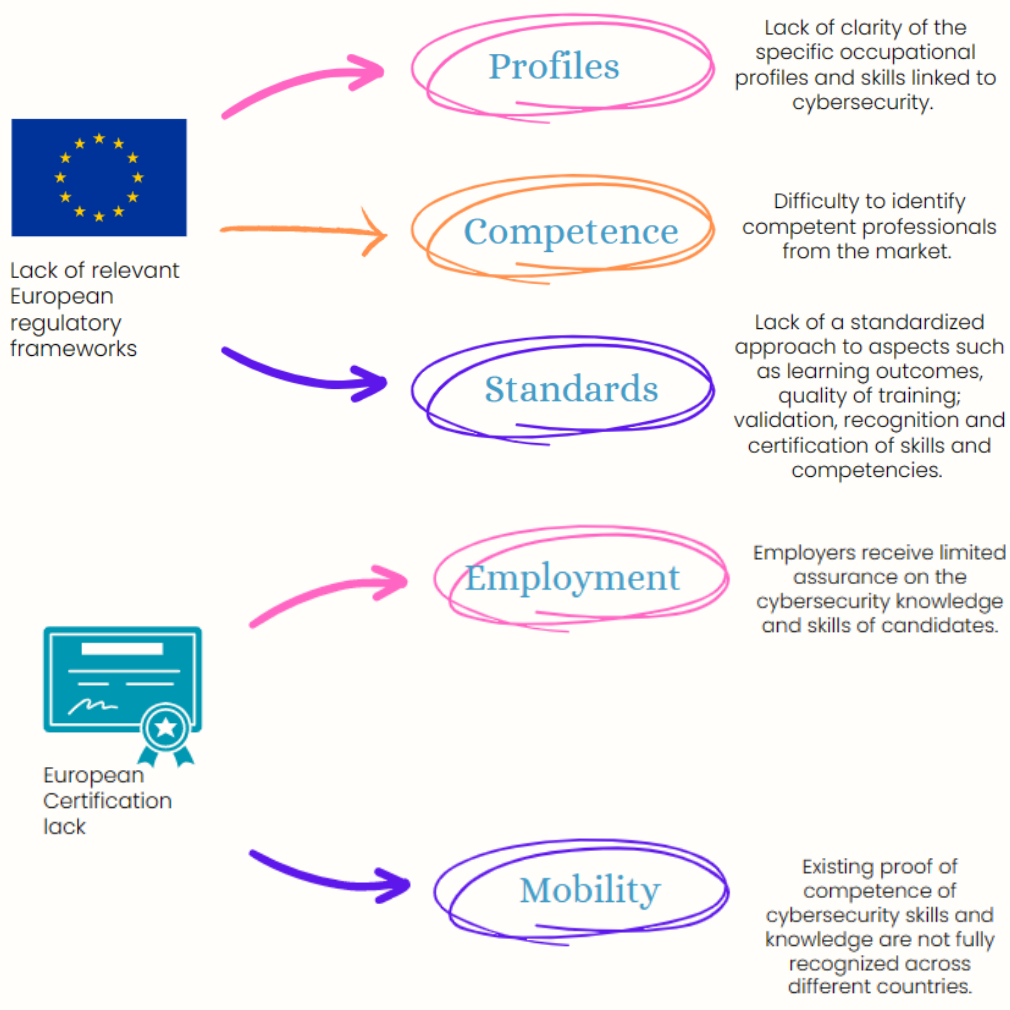 Profiles
Lack of clarity of the
specific occupational
profiles and skills linked to
cybersecurity.
Lack of relevant
European
regulatory
frameworks
Competence
Difficulty to identify
competent professionals
from the market.
Standards
Lack of a standardized
approach to aspects such
as learning outcomes,
quality of training;
validation, recognition and
certification of skills and
competencies.
European
Certification
lack
Employment
Employers receive limited
assurance on the
cybersecurity knowledge
and skills of candidates.
Mobility
Existing proof of
competence of
cybersecurity skills and
knowledge are not fully
recognized across
different countries.